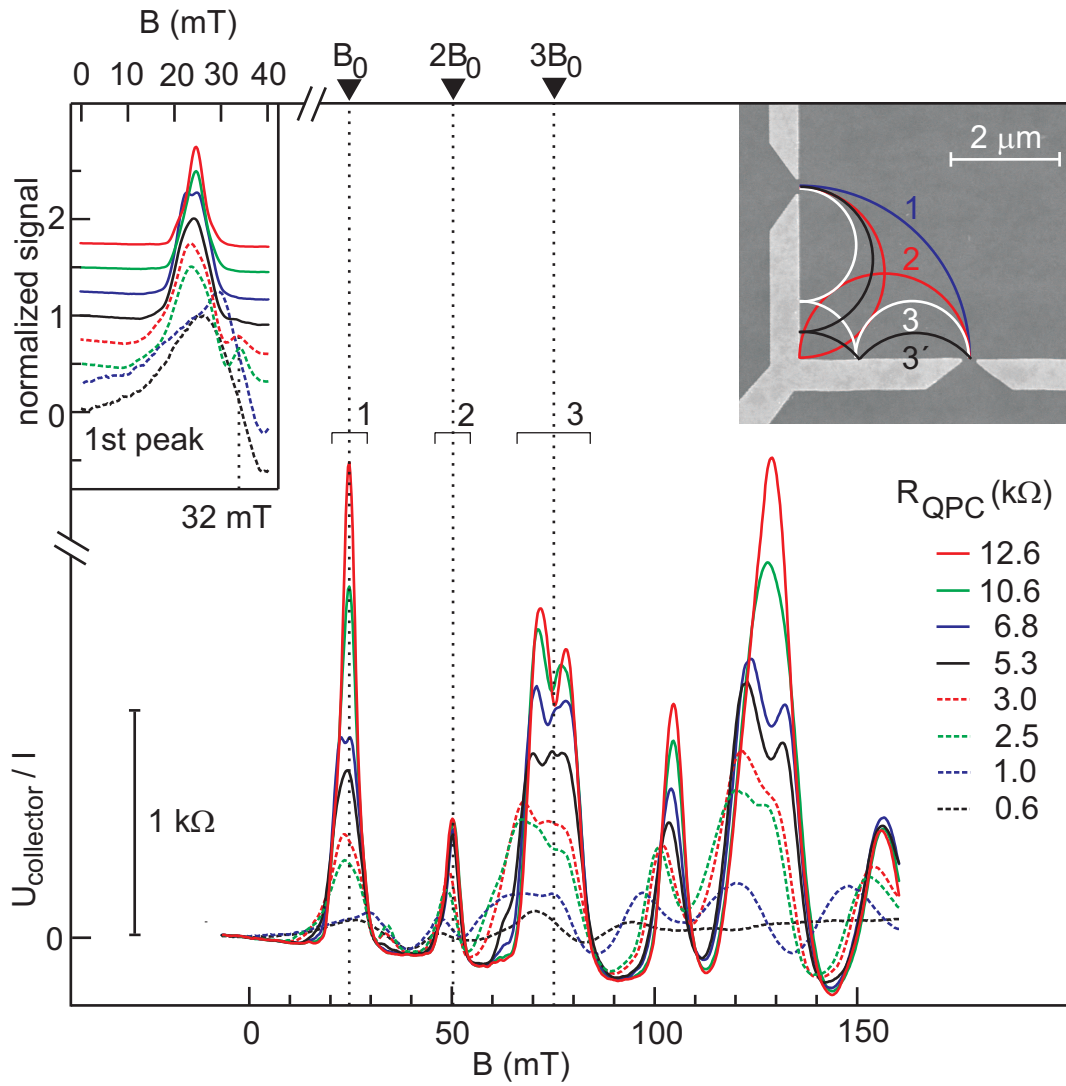 B (mT)
0 10 20 30 40
B0 2B0 3B0
normalized signal
2
1
0
1st peak
32 mT
2 μm
1
2
3
3´
1 2 3
RQPC (kΩ)
12.6
10.6
6.8
5.3
3.0
2.5
1.0
0.6
1 kΩ
Ucollector / I
0
0 50 100 150
B (mT)